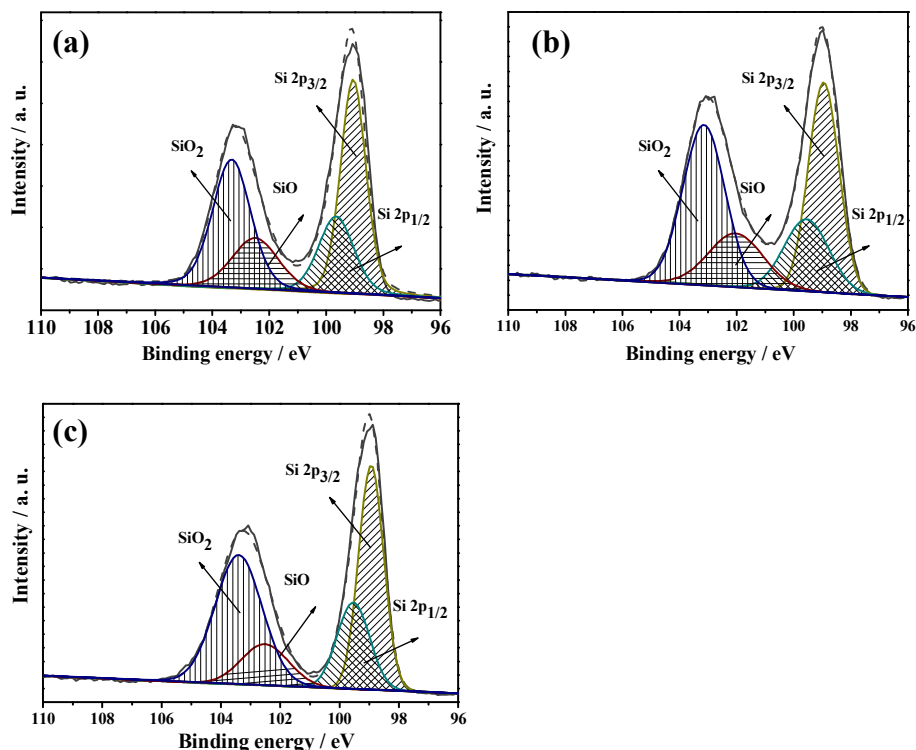 (a)
Si 2p3/2
SiO2
SiO
Si 2p1/2
Intensity / a. u.
110 108 106 104 102 100 98 96
Binding energy / eV
(b)
Si 2p3/2
SiO2
SiO
Si 2p1/2
Intensity / a. u.
110 108 106 104 102 100 98 96
Binding energy / eV
(c)
Si 2p3/2
SiO2
SiO
Si 2p1/2
Intensity / a. u.
110 108 106 104 102 100 98 96
Binding energy / eV